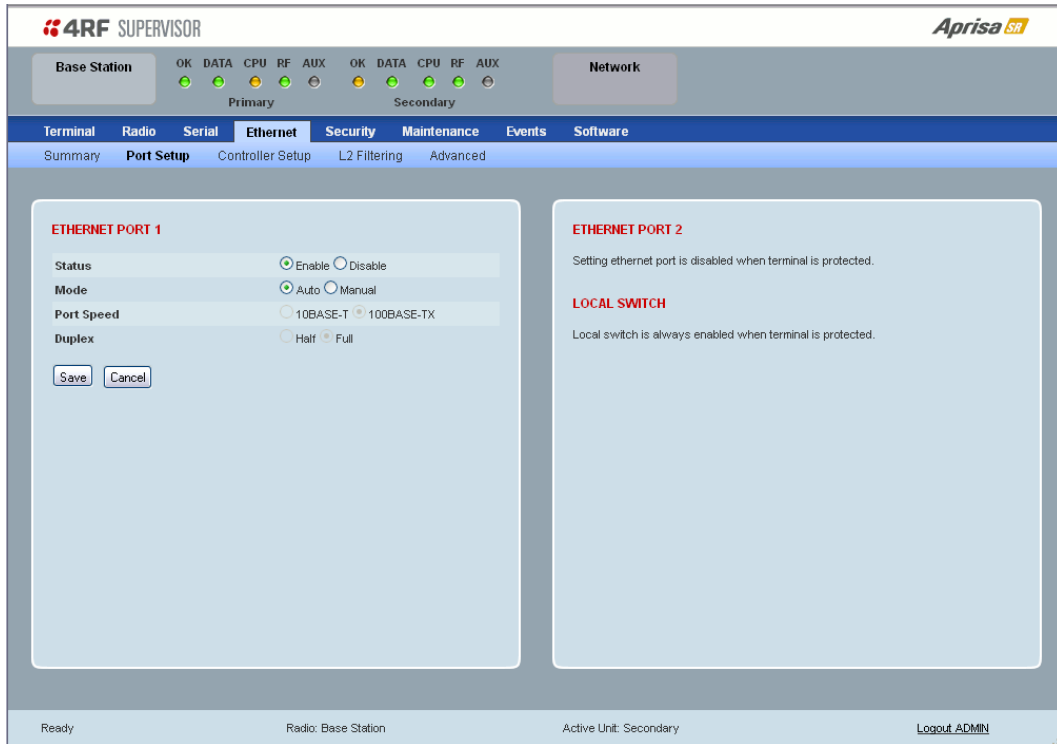 4RF SUPERVISOR
Aprisa SR
Base Station
OK DATA CPU RF AUX
Primary
OK DATA CPU RF AUX
Secondary
Network
Terminal Radio Serial Ethernet Security Maintenance Events Software
Summary Port Setup Controller Setup L2 Filtering Advanced
ETHERNET PORT 1
Status Enable Disable
Mode Auto Manual
Port Speed 10BASE-T 100BASE-TX
Duplex Half Full
Save Cancel
ETHERNET PORT 2
Setting ethernet port is disabled when terminal is protected.
LOCAL SWITCH
Local switch is always enabled when terminal is protected.
Ready Radio: Base Station Active Unit: Secondary Logout ADMIN